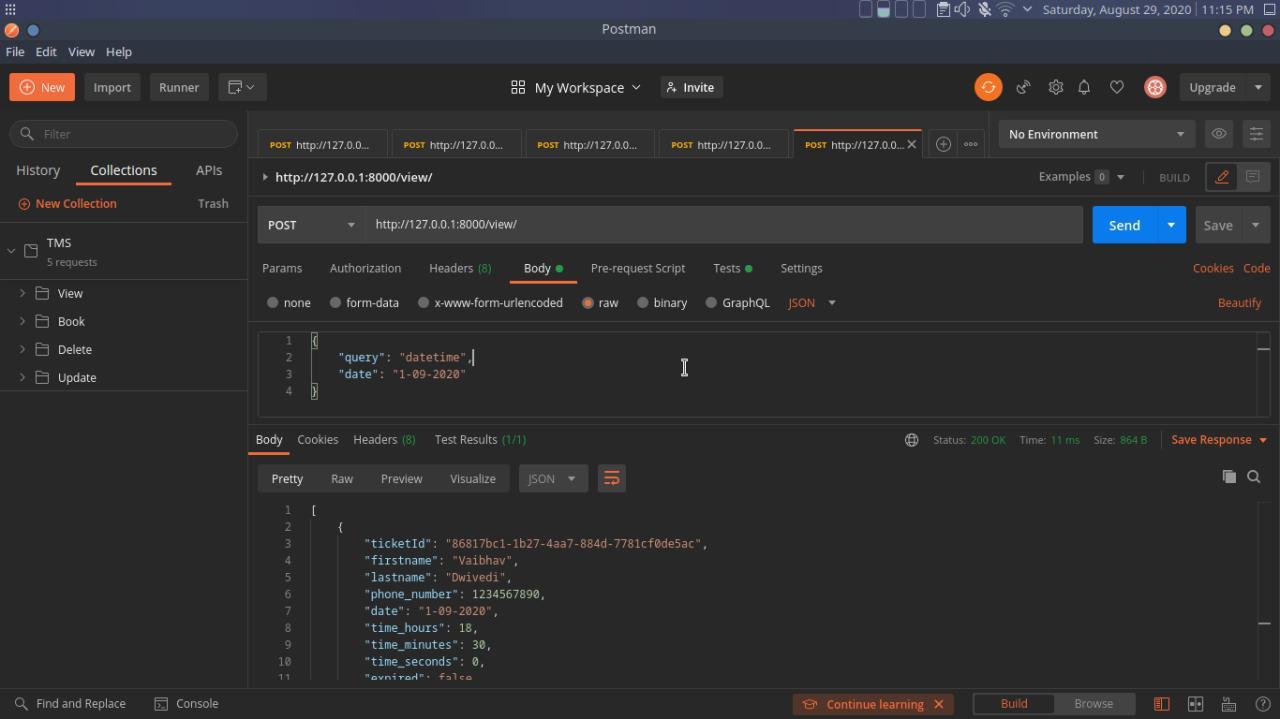 Saturday, August 29, 2020 | 11:15 PM
Postman
File Edit View Help
New Import Runner My Workspace Invite Upgrade
Filter
History Collections APIs
New Collection Trash
TMS
5 requests
View
Book
Delete
Update
POST http://127.0.0... POST http://127.0.0... POST http://127.0.0... POST http://127.0.0... POST http://127.0.0... No Environment
http://127.0.0.1:8000/view/ Examples 0 BUILD
POST http://127.0.0.1:8000/view/ Send Save
Params Authorization Headers (8) Body Pre-request Script Tests Settings Cookies Code
none form-data x-www-form-urlencoded raw binary GraphQL JSON Beautify
1 {
2 "query": "datetime",
3 "date": "1-09-2020"
4 }
Body Cookies Headers (8) Test Results (1/1) Status: 200 OK Time: 11 ms Size: 864 B Save Response
Pretty Raw Preview Visualize JSON
1 [
2 {
3 "ticketId": "86817bc1-1b27-4aa7-884d-7781cf0de5ac",
4 "firstname": "Vaibhav",
5 "lastname": "Dwivedi",
6 "phone_number": 1234567890,
7 "date": "1-09-2020",
8 "time_hours": 18,
9 "time_minutes": 30,
10 "time_seconds": 0,
11 "expired": false
Find and Replace Console Continue learning Build Browse